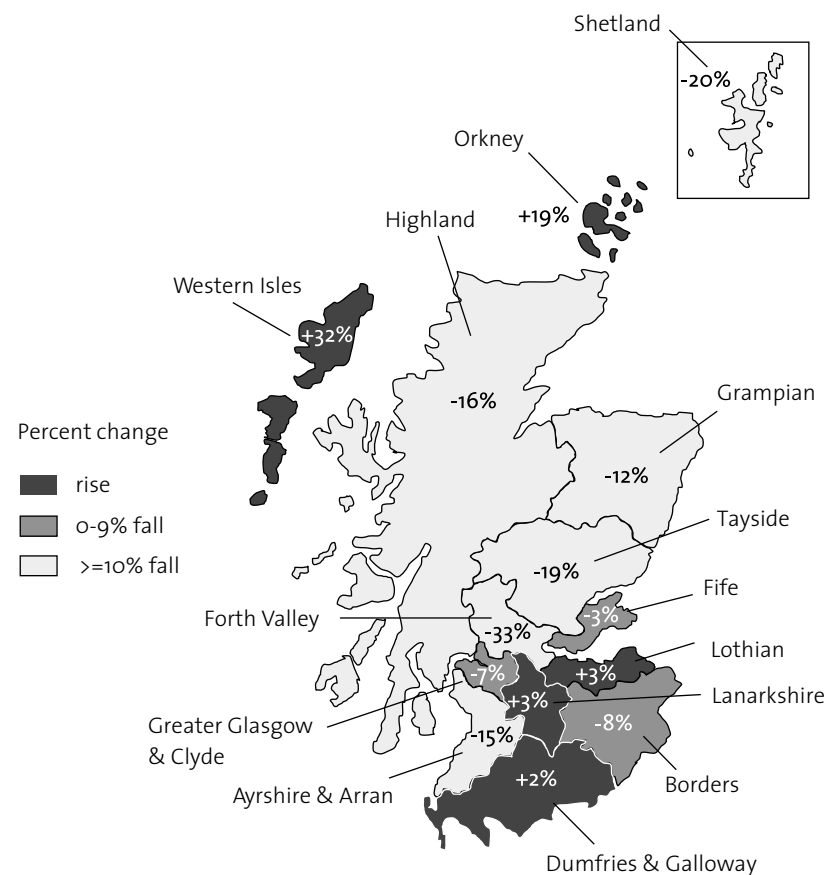 Shetland
-20%
Orkney
+19%
Highland
Western Isles
+32%
-16%
Grampian
Percent change
rise
0-9% fall
>=10% fall
-12%
Tayside
-19%
Fife
-3%
Forth Valley
-33%
Lothian
+3%
-7%
Lanarkshire
+3%
Greater Glasgow
& Clyde
-15%
-8%
Ayrshire & Arran
+2%
Borders
Dumfries & Galloway